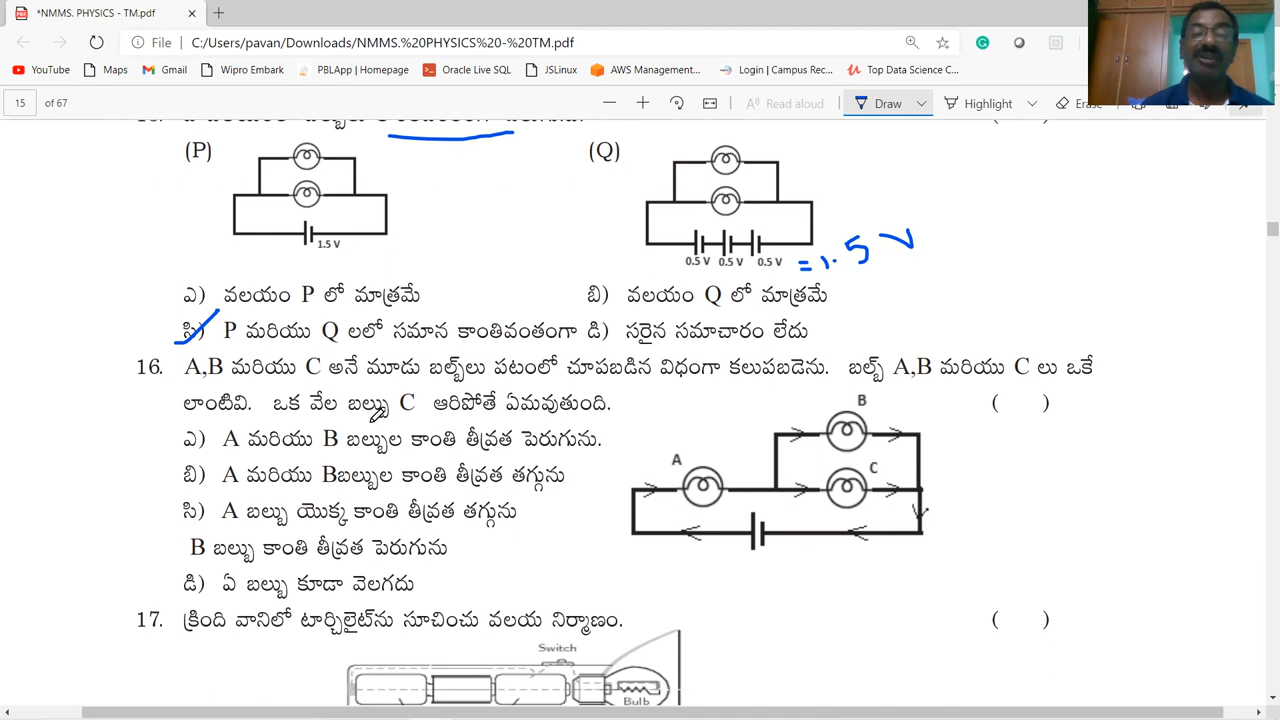 *NMMS. PHYSICS - TM.pdf
File C:/Users/pavan/Downloads/NMMS.%20PHYSICS%20-%20TM.pdf
YouTube Maps Gmail Wipro Embark PBLApp | Homepage Oracle Live SQL JSLinux AWS Management... Login | Campus Rec... Top Data Science C...
15 of 67 Read aloud Draw Highlight Erase
(P) (Q)
1.5 V 0.5 V 0.5 V 0.5 V = 1.5 V
ఎ) వలయం P లో మాత్రమే బి) వలయం Q లో మాత్రమే
సి) P మరియు Q లలో సమాన కాంతివంతంగా డి) సరైన సమాచారం లేదు
16. A,B మరియు C అనే మూడు బల్బ్‌లు పటంలో చూపబడిన విధంగా కలుపబడెను. బల్బ్ A,B మరియు C లు ఒకే
లాంటివి. ఒక వేల బల్బు C ఆరిపోతే ఏమవుతుంది. ( )
ఎ) A మరియు B బల్బుల కాంతి తీవ్రత పెరుగును.
బి) A మరియు Bబల్బుల కాంతి తీవ్రత తగ్గును
సి) A బల్బు యొక్క కాంతి తీవ్రత తగ్గును
B బల్బు కాంతి తీవ్రత పెరుగును
డి) ఏ బల్బు కూడా వెలగదు
B
A C
17. క్రింది వానిలో టార్చిలైట్‌ను సూచించు వలయ నిర్మాణం. ( )
Switch
Bulb